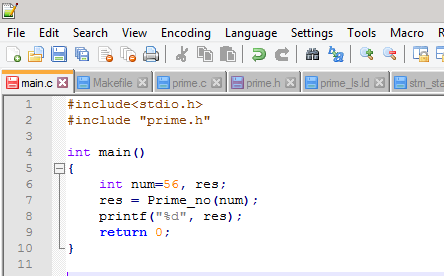 File Edit Search View Encoding Language Settings Tools Macro
main.c Makefile prime.c prime.h prime_ls.ld stm_sta
1 #include<stdio.h>
2 #include "prime.h"
3
4 int main()
5 {
6 int num=56, res;
7 res = Prime_no(num);
8 printf("%d", res);
9 return 0;
10 }
11